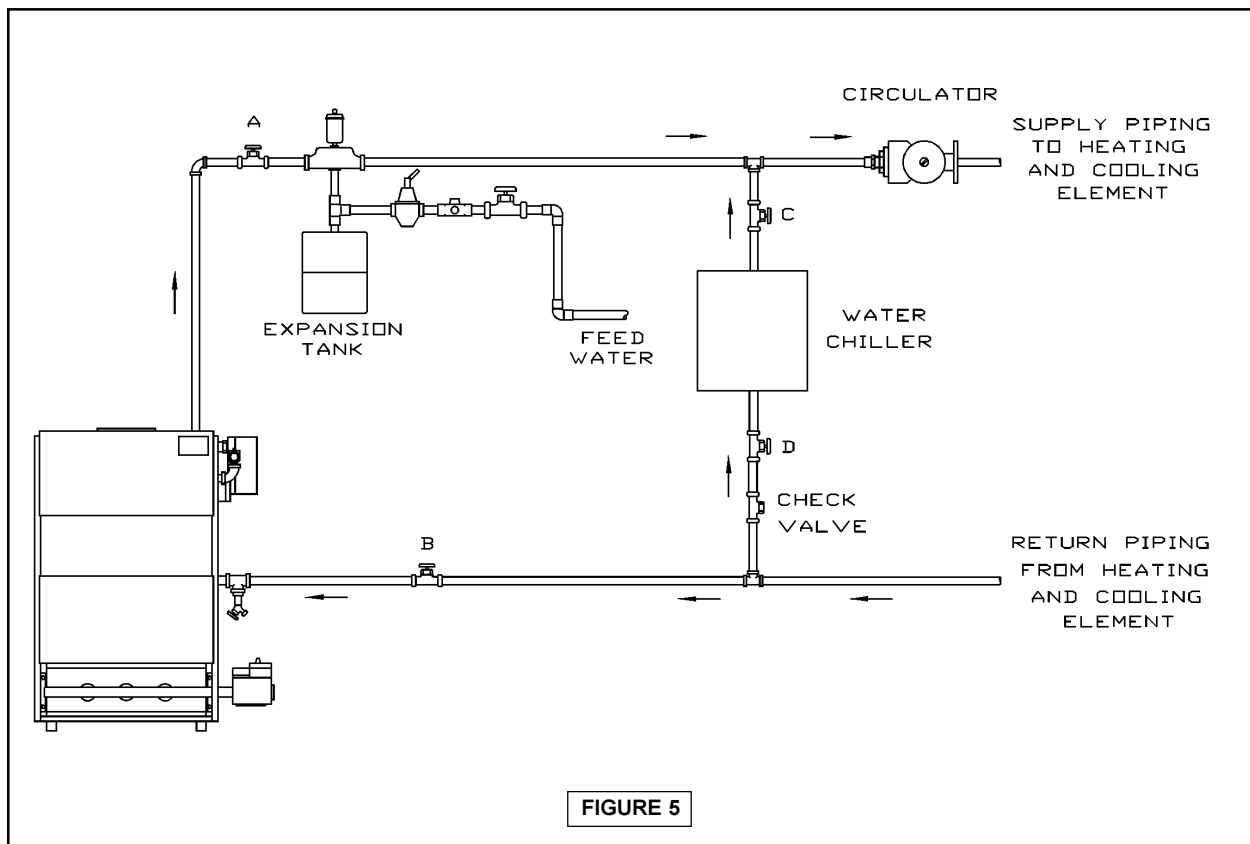 CIRCULATOR
A
SUPPLY PIPING
TO HEATING
AND COOLING
ELEMENT
C
EXPANSION
TANK
FEED
WATER
WATER
CHILLER
D
CHECK
VALVE
B
RETURN PIPING
FROM HEATING
AND COOLING
ELEMENT
FIGURE 5